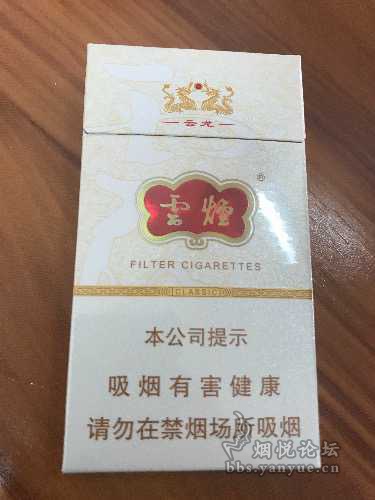 云龙
雲煙
®
FILTER CIGARETTES
CLASSIC
本公司提示
吸烟有害健康
请勿在禁烟场所吸烟
烟悦论坛
bbs.yanyue.cn